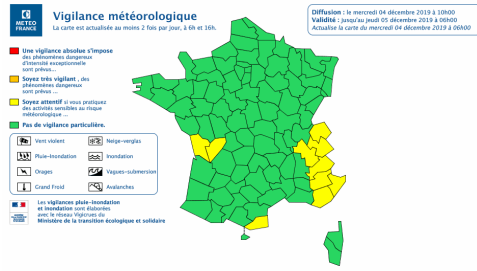 METEO
FRANCE
Vigilance météorologique
La carte est actualisée au moins 2 fois par jour, à 6h et 16h.
Diffusion : le mercredi 04 décembre 2019 à 10h00
Validité : jusqu'au jeudi 05 décembre 2019 à 06h00
Actualise la carte du mercredi 04 décembre 2019 à 06h00
Une vigilance absolue s'impose
des phénomènes dangereux
d'intensité exceptionnelle
sont prévus...
Soyez très vigilant , des
phénomènes dangereux
sont prévus ...
Soyez attentif si vous pratiquez
des activités sensibles au risque
météorologique ...
Pas de vigilance particulière.
Vent violent
Neige-verglas
Pluie-Inondation
Inondation
Orages
Vagues-submersion
Grand Froid
Avalanches
Les vigilances pluie-inondation
et inondation sont élaborées
avec le réseau Vigicrues du
Ministère de la transition écologique et solidaire